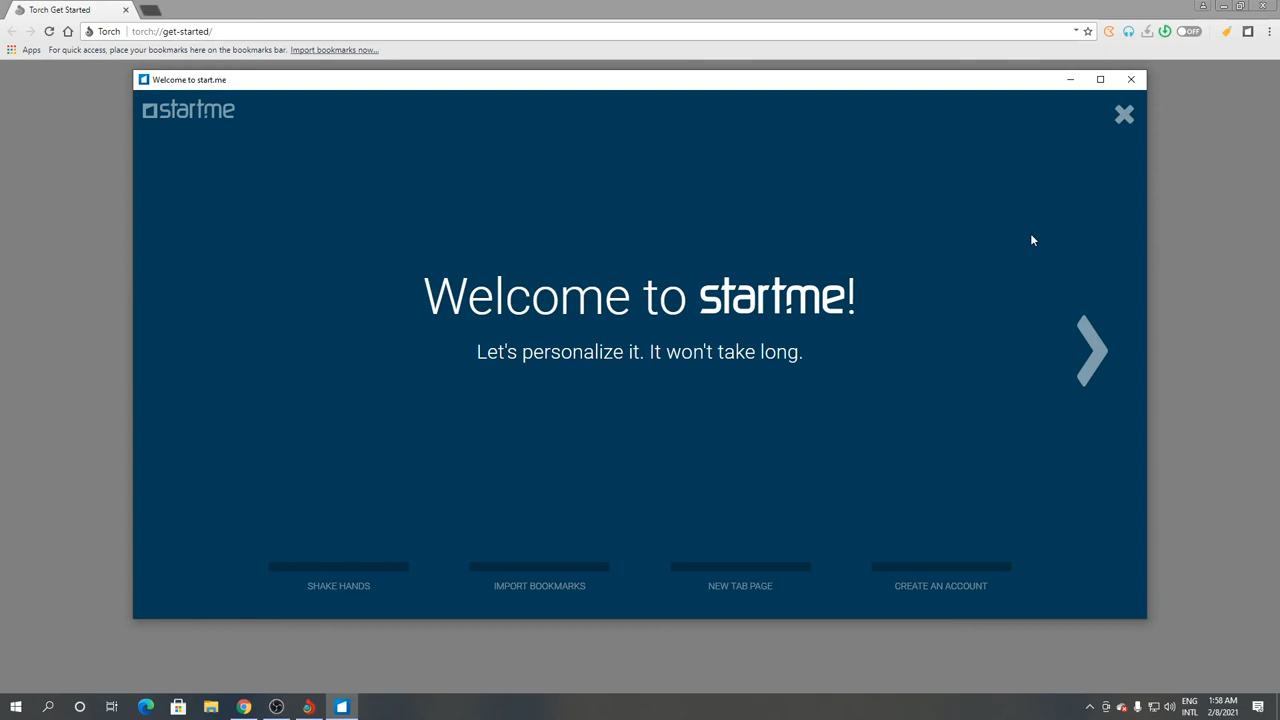 Torch Get Started
Torch
torch://get-started/
OFF
Apps
For quick access, place your bookmarks here on the bookmarks bar.
Import bookmarks now...
Welcome to start.me
startme
Welcome to startme!
Let's personalize it. It won't take long.
SHAKE HANDS
IMPORT BOOKMARKS
NEW TAB PAGE
CREATE AN ACCOUNT
ENG
INTL
1:58 AM
2/8/2021